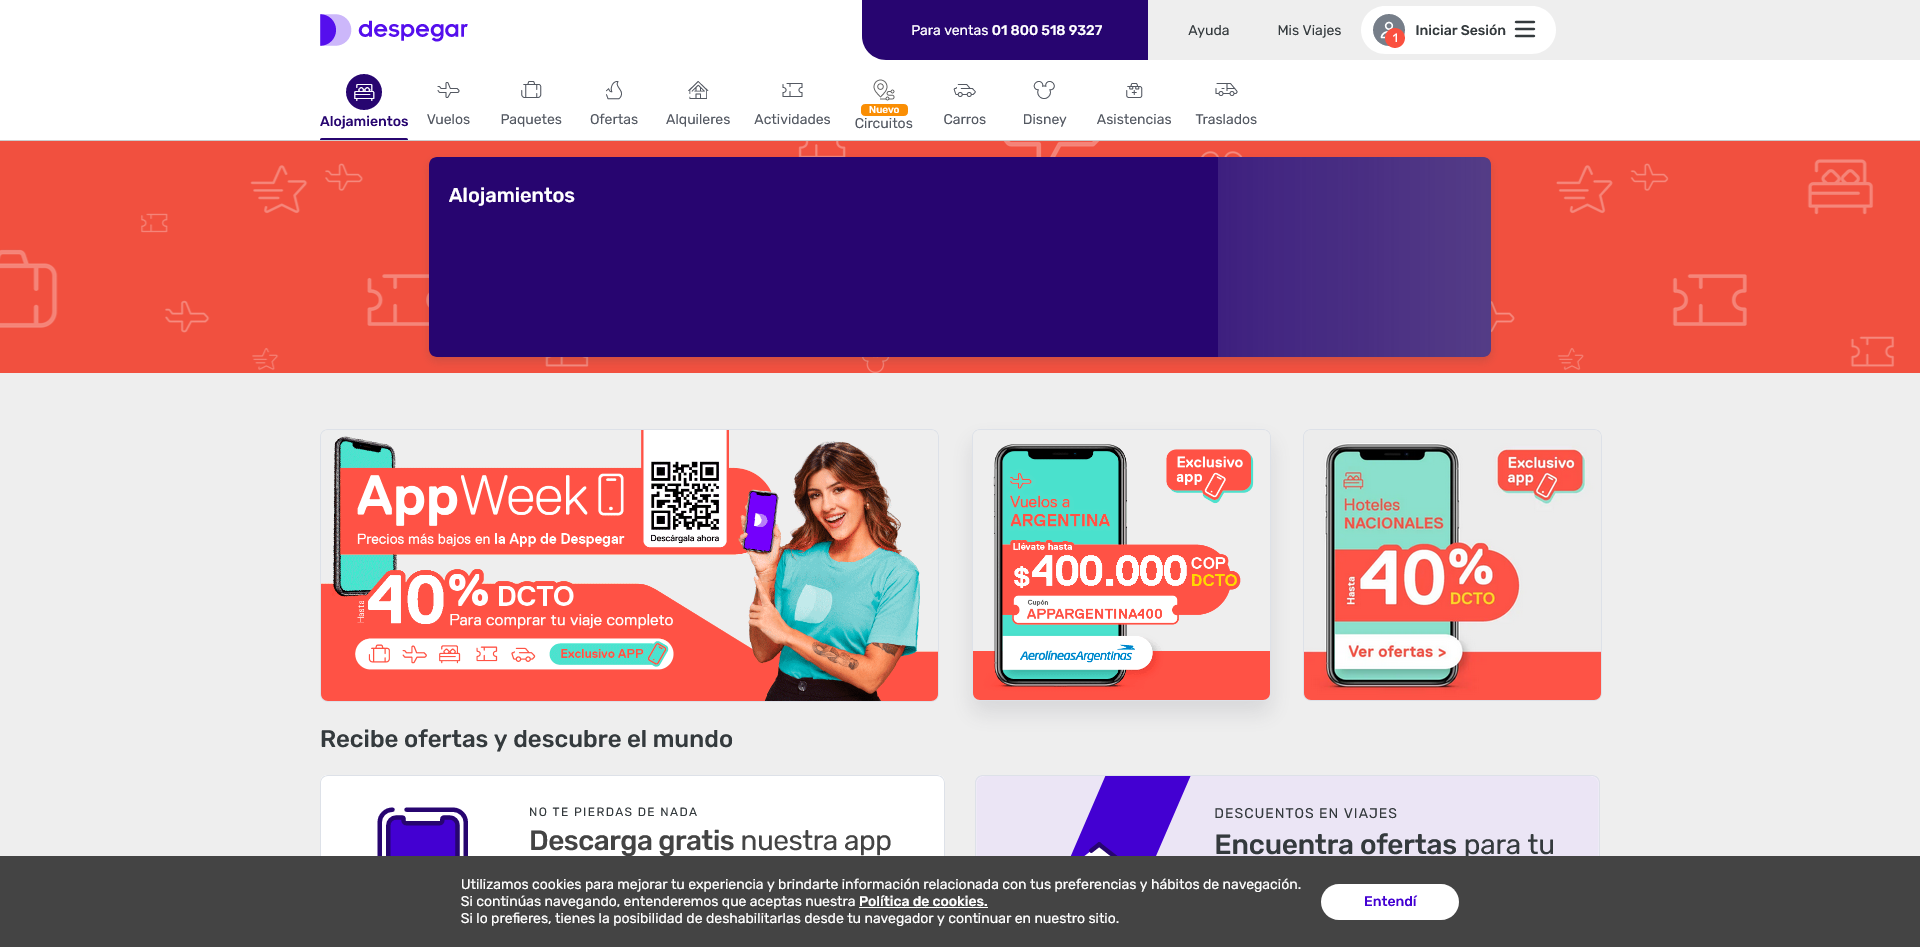 despegar
Para ventas 01 800 518 9327
Ayuda
Mis Viajes
1
Iniciar Sesión
Alojamientos
Vuelos
Paquetes
Ofertas
Alquileres
Actividades
Nuevo
Circuitos
Carros
Disney
Asistencias
Traslados
Alojamientos
AppWeek
Precios más bajos en la App de Despegar
Descárgala ahora
Hasta
40% DCTO
Para comprar tu viaje completo
Exclusivo APP
Exclusivo
app
Vuelos a
ARGENTINA
Llévate hasta
$400.000 COP
DCTO
Cupón
APPARGENTINA400
AerolíneasArgentinas
Exclusivo
app
Hoteles
NACIONALES
Hasta
40%
DCTO
Ver ofertas >
Recibe ofertas y descubre el mundo
NO TE PIERDAS DE NADA
Descarga gratis nuestra app
DESCUENTOS EN VIAJES
Encuentra ofertas para tu
Utilizamos cookies para mejorar tu experiencia y brindarte información relacionada con tus preferencias y hábitos de navegación.
Si continúas navegando, entenderemos que aceptas nuestra Política de cookies.
Si lo prefieres, tienes la posibilidad de deshabilitarlas desde tu navegador y continuar en nuestro sitio.
Entendí